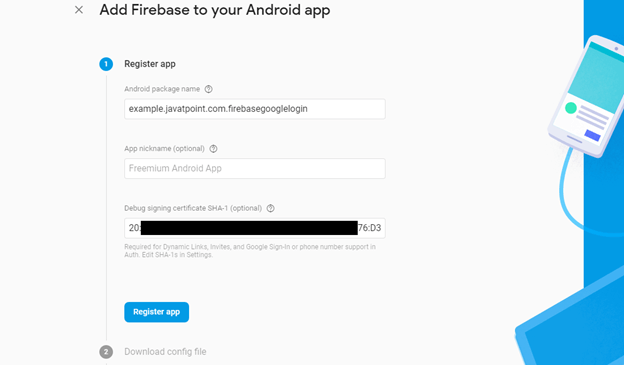 Add Firebase to your Android app
1 Register app
Android package name
example.javatpoint.com.firebasegooglelogin
App nickname (optional)
Freemium Android App
Debug signing certificate SHA-1 (optional)
20: 76:D3
Required for Dynamic Links, Invites, and Google Sign-In or phone number support in
Auth. Edit SHA-1s in Settings.
Register app
2 Download config file